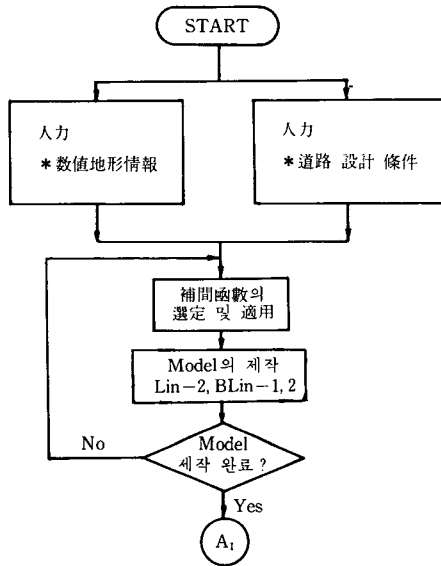 START
人力
*数値地形情報
人力
*道路 設計 條件
補間函數의
選定 및 適用
Model의 제작
Lin-2, BLin-1, 2
No
Model
제작 완료?
Yes
A₁